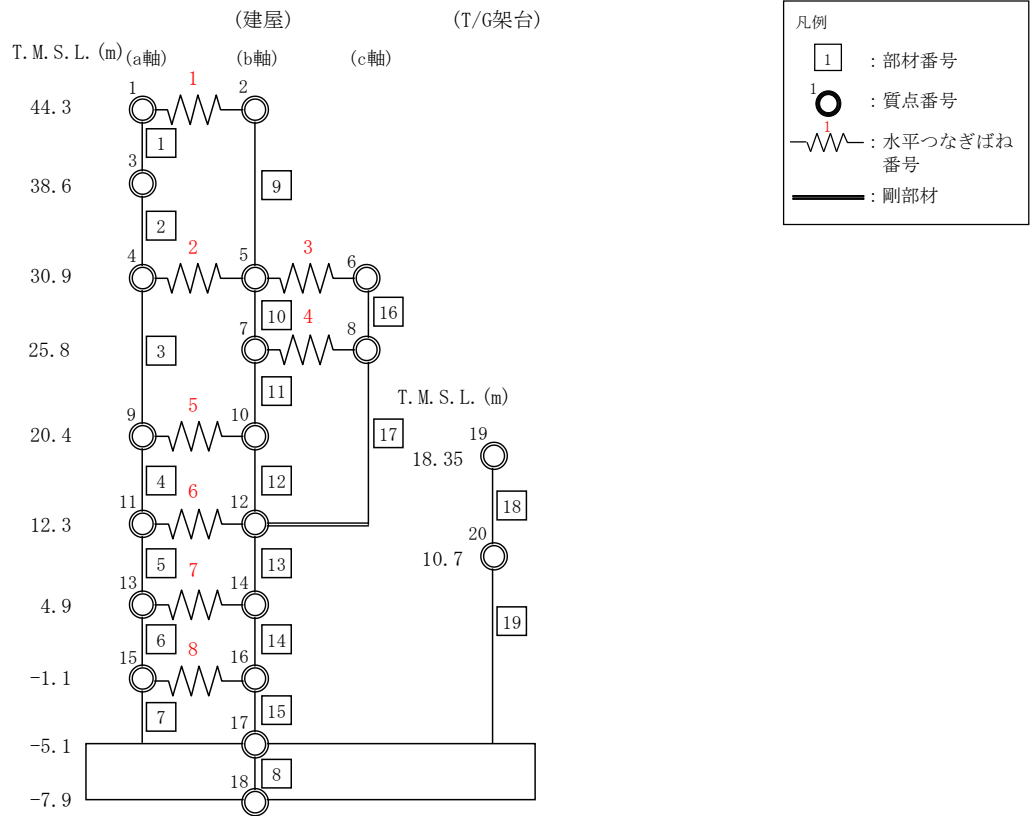 (建屋) (T/G架台)
T.M.S.L.(m) (a軸) (b軸) (c軸)
1 1 2
44.3
1
3
38.6 9
2
4 2 5 3 6
30.9
10 16
7 4 8
25.8 3
11
T.M.S.L.(m)
9 5 10 17 19
20.4
18.35
4 12 18
11 6 12 20
12.3
10.7
5 13
13 7 14
4.9 19
6 14
15 8 16
-1.1
7 15
17
-5.1
8
18
-7.9
凡例
1 : 部材番号
1 : 質点番号
1 : 水平つなぎばね
番号
: 剛部材